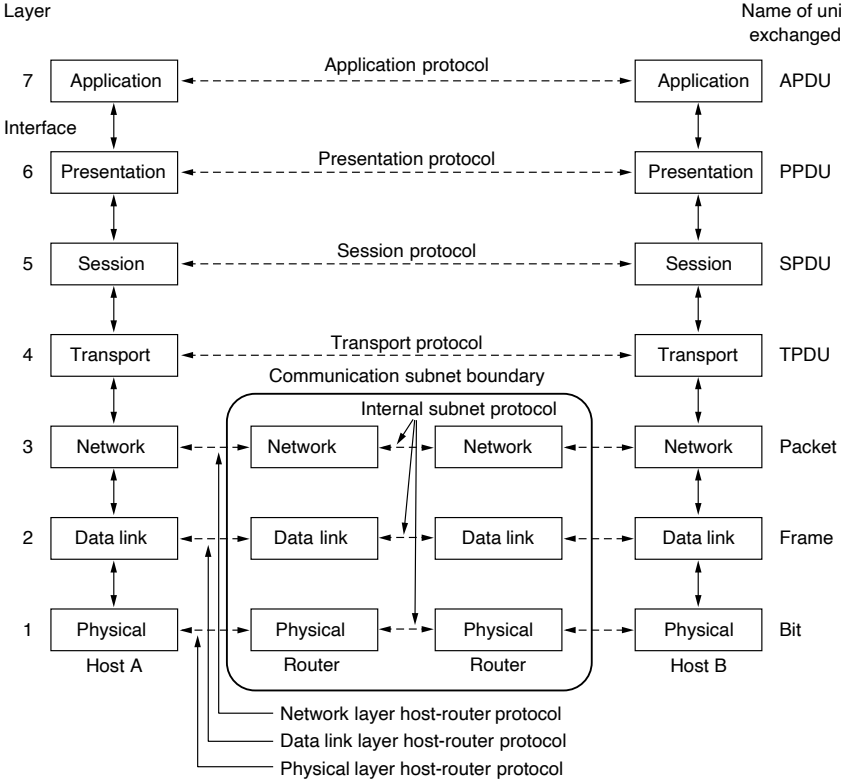 Layer
Name of uni
exchanged
Application protocol
7 Application Application APDU
Interface
Presentation protocol
6 Presentation Presentation PPDU
Session protocol
5 Session Session SPDU
Transport protocol
4 Transport Transport TPDU
Communication subnet boundary
Internal subnet protocol
3 Network Network Network Network Packet
2 Data link Data link Data link Data link Frame
1 Physical Physical Physical Physical Bit
Host A Router Router Host B
Network layer host-router protocol
Data link layer host-router protocol
Physical layer host-router protocol